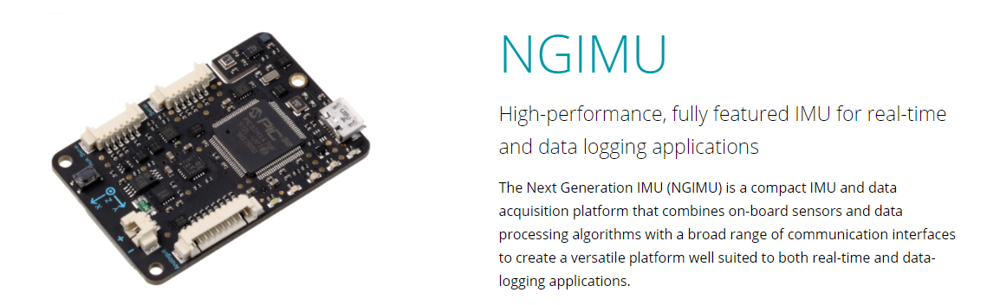 NGIMU
High-performance, fully featured IMU for real-time
and data logging applications
The Next Generation IMU (NGIMU) is a compact IMU and data
acquisition platform that combines on-board sensors and data
processing algorithms with a broad range of communication interfaces
to create a versatile platform well suited to both real-time and data-
logging applications.
PIC
X
Z
Y
+